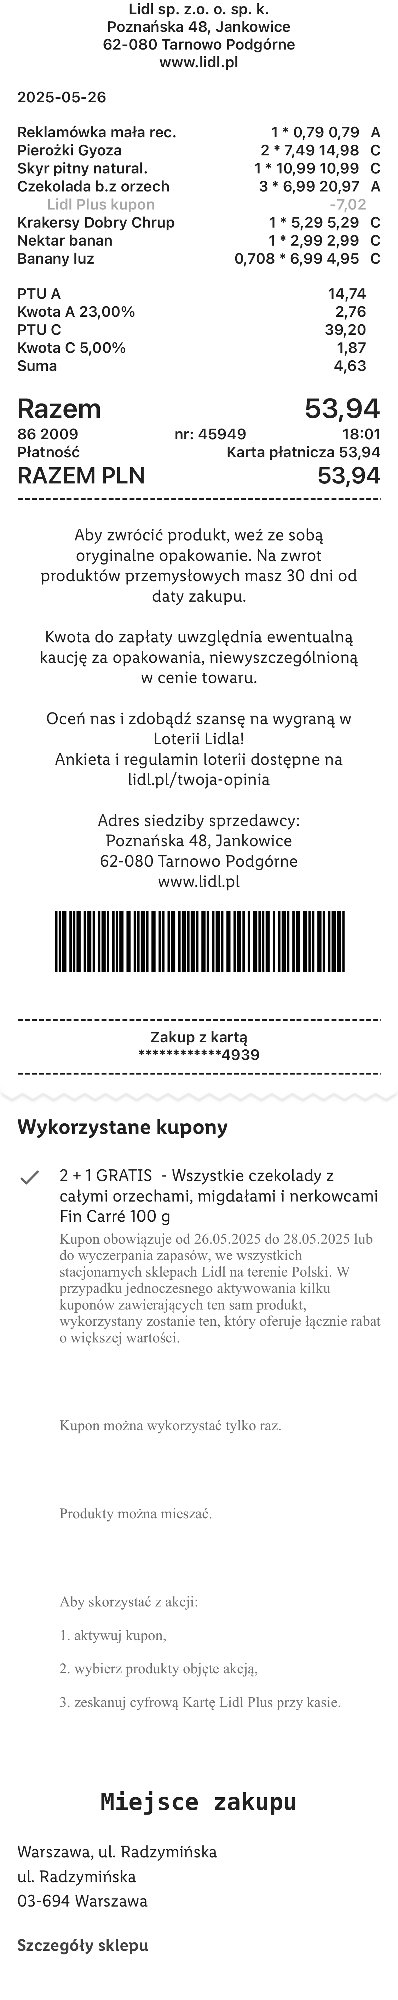 Lidl sp. z.o. o. sp. k.
Poznańska 48, Jankowice
62-080 Tarnowo Podgórne
www.lidl.pl
2025-05-26
Reklamówka mała rec. 1 * 0,79 0,79 A
Pierożki Gyoza 2 * 7,49 14,98 C
Skyr pitny natural. 1 * 10,99 10,99 C
Czekolada b.z orzech 3 * 6,99 20,97 A
Lidl Plus kupon -7,02
Krakersy Dobry Chrup 1 * 5,29 5,29 C
Nektar banan 1 * 2,99 2,99 C
Banany luz 0,708 * 6,99 4,95 C
PTU A 14,74
Kwota A 23,00% 2,76
PTU C 39,20
Kwota C 5,00% 1,87
Suma 4,63
Razem 53,94
86 2009 nr: 45949 18:01
Płatność Karta płatnicza 53,94
RAZEM PLN 53,94
Aby zwrócić produkt, weź ze sobą
oryginalne opakowanie. Na zwrot
produktów przemysłowych masz 30 dni od
daty zakupu.
Kwota do zapłaty uwzględnia ewentualną
kaucję za opakowania, niewyszczególnioną
w cenie towaru.
Oceń nas i zdobądź szansę na wygraną w
Loterii Lidla!
Ankieta i regulamin loterii dostępne na
lidl.pl/twoja-opinia
Adres siedziby sprzedawcy:
Poznańska 48, Jankowice
62-080 Tarnowo Podgórne
www.lidl.pl
Zakup z kartą
************4939
Wykorzystane kupony
2 + 1 GRATIS - Wszystkie czekolady z
całymi orzechami, migdałami i nerkowcami
Fin Carré 100 g
Kupon obowiązuje od 26.05.2025 do 28.05.2025 lub
do wyczerpania zapasów, we wszystkich
stacjonarnych sklepach Lidl na terenie Polski. W
przypadku jednoczesnego aktywowania kilku
kuponów zawierających ten sam produkt,
wykorzystany zostanie ten, który oferuje łącznie rabat
o większej wartości.
Kupon można wykorzystać tylko raz.
Produkty można mieszać.
Aby skorzystać z akcji:
1. aktywuj kupon,
2. wybierz produkty objęte akcją,
3. zeskanuj cyfrową Kartę Lidl Plus przy kasie.
Miejsce zakupu
Warszawa, ul. Radzymińska
ul. Radzymińska
03-694 Warszawa
Szczegóły sklepu